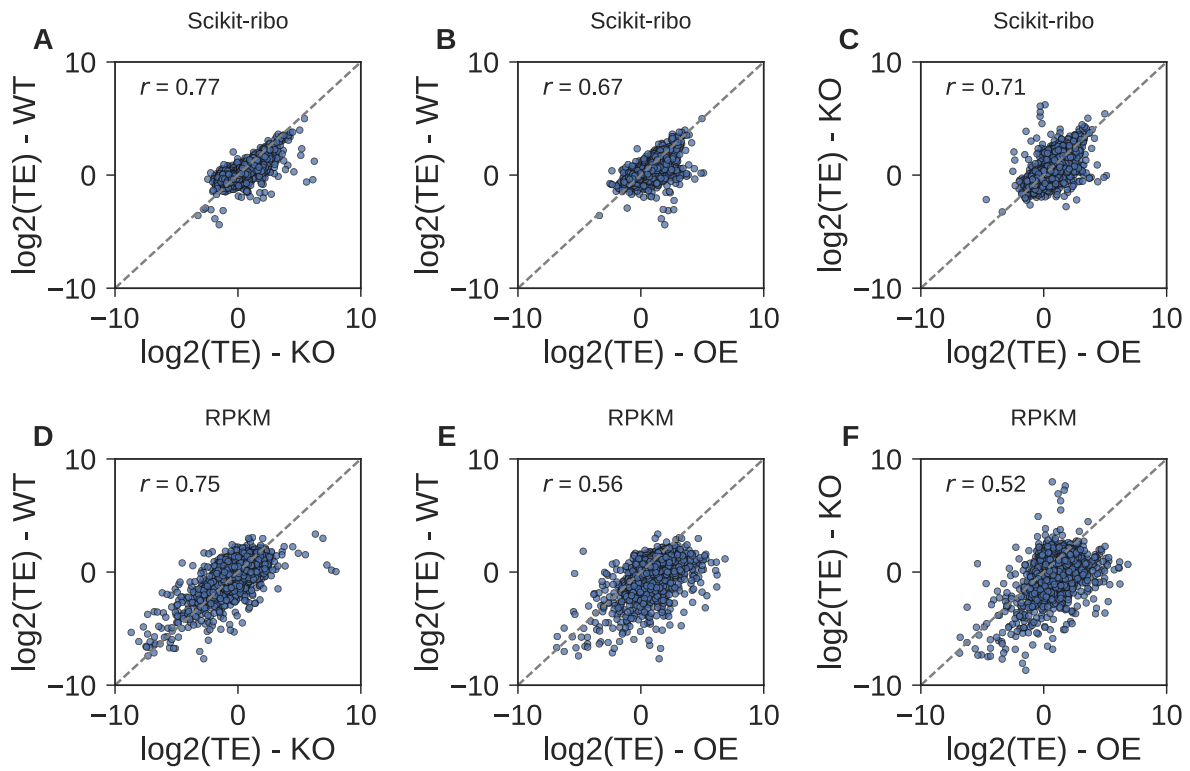 Scikit-ribo
Scikit-ribo
Scikit-ribo
A
B
C
10
10
10
r = 0.77
r = 0.67
r = 0.71
log2(TE) - WT
log2(TE) - WT
log2(TE) - KO
0
0
0
−10
−10
−10
−10 0 10
−10 0 10
−10 0 10
log2(TE) - KO
log2(TE) - OE
log2(TE) - OE
RPKM
RPKM
RPKM
D
E
F
10
10
10
r = 0.75
r = 0.56
r = 0.52
log2(TE) - WT
log2(TE) - WT
log2(TE) - KO
0
0
0
−10
−10
−10
−10 0 10
−10 0 10
−10 0 10
log2(TE) - KO
log2(TE) - OE
log2(TE) - OE